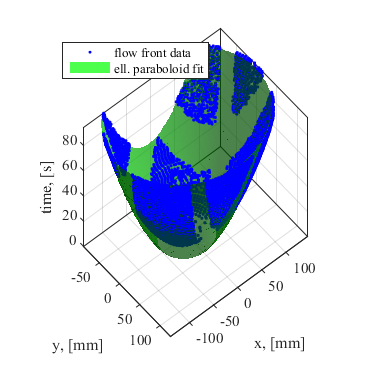 flow front data
ell. paraboloid fit
80
60
40
20
0
time, [s]
-50
0
50
100
y, [mm]
-100
-50
0
50
100
x, [mm]